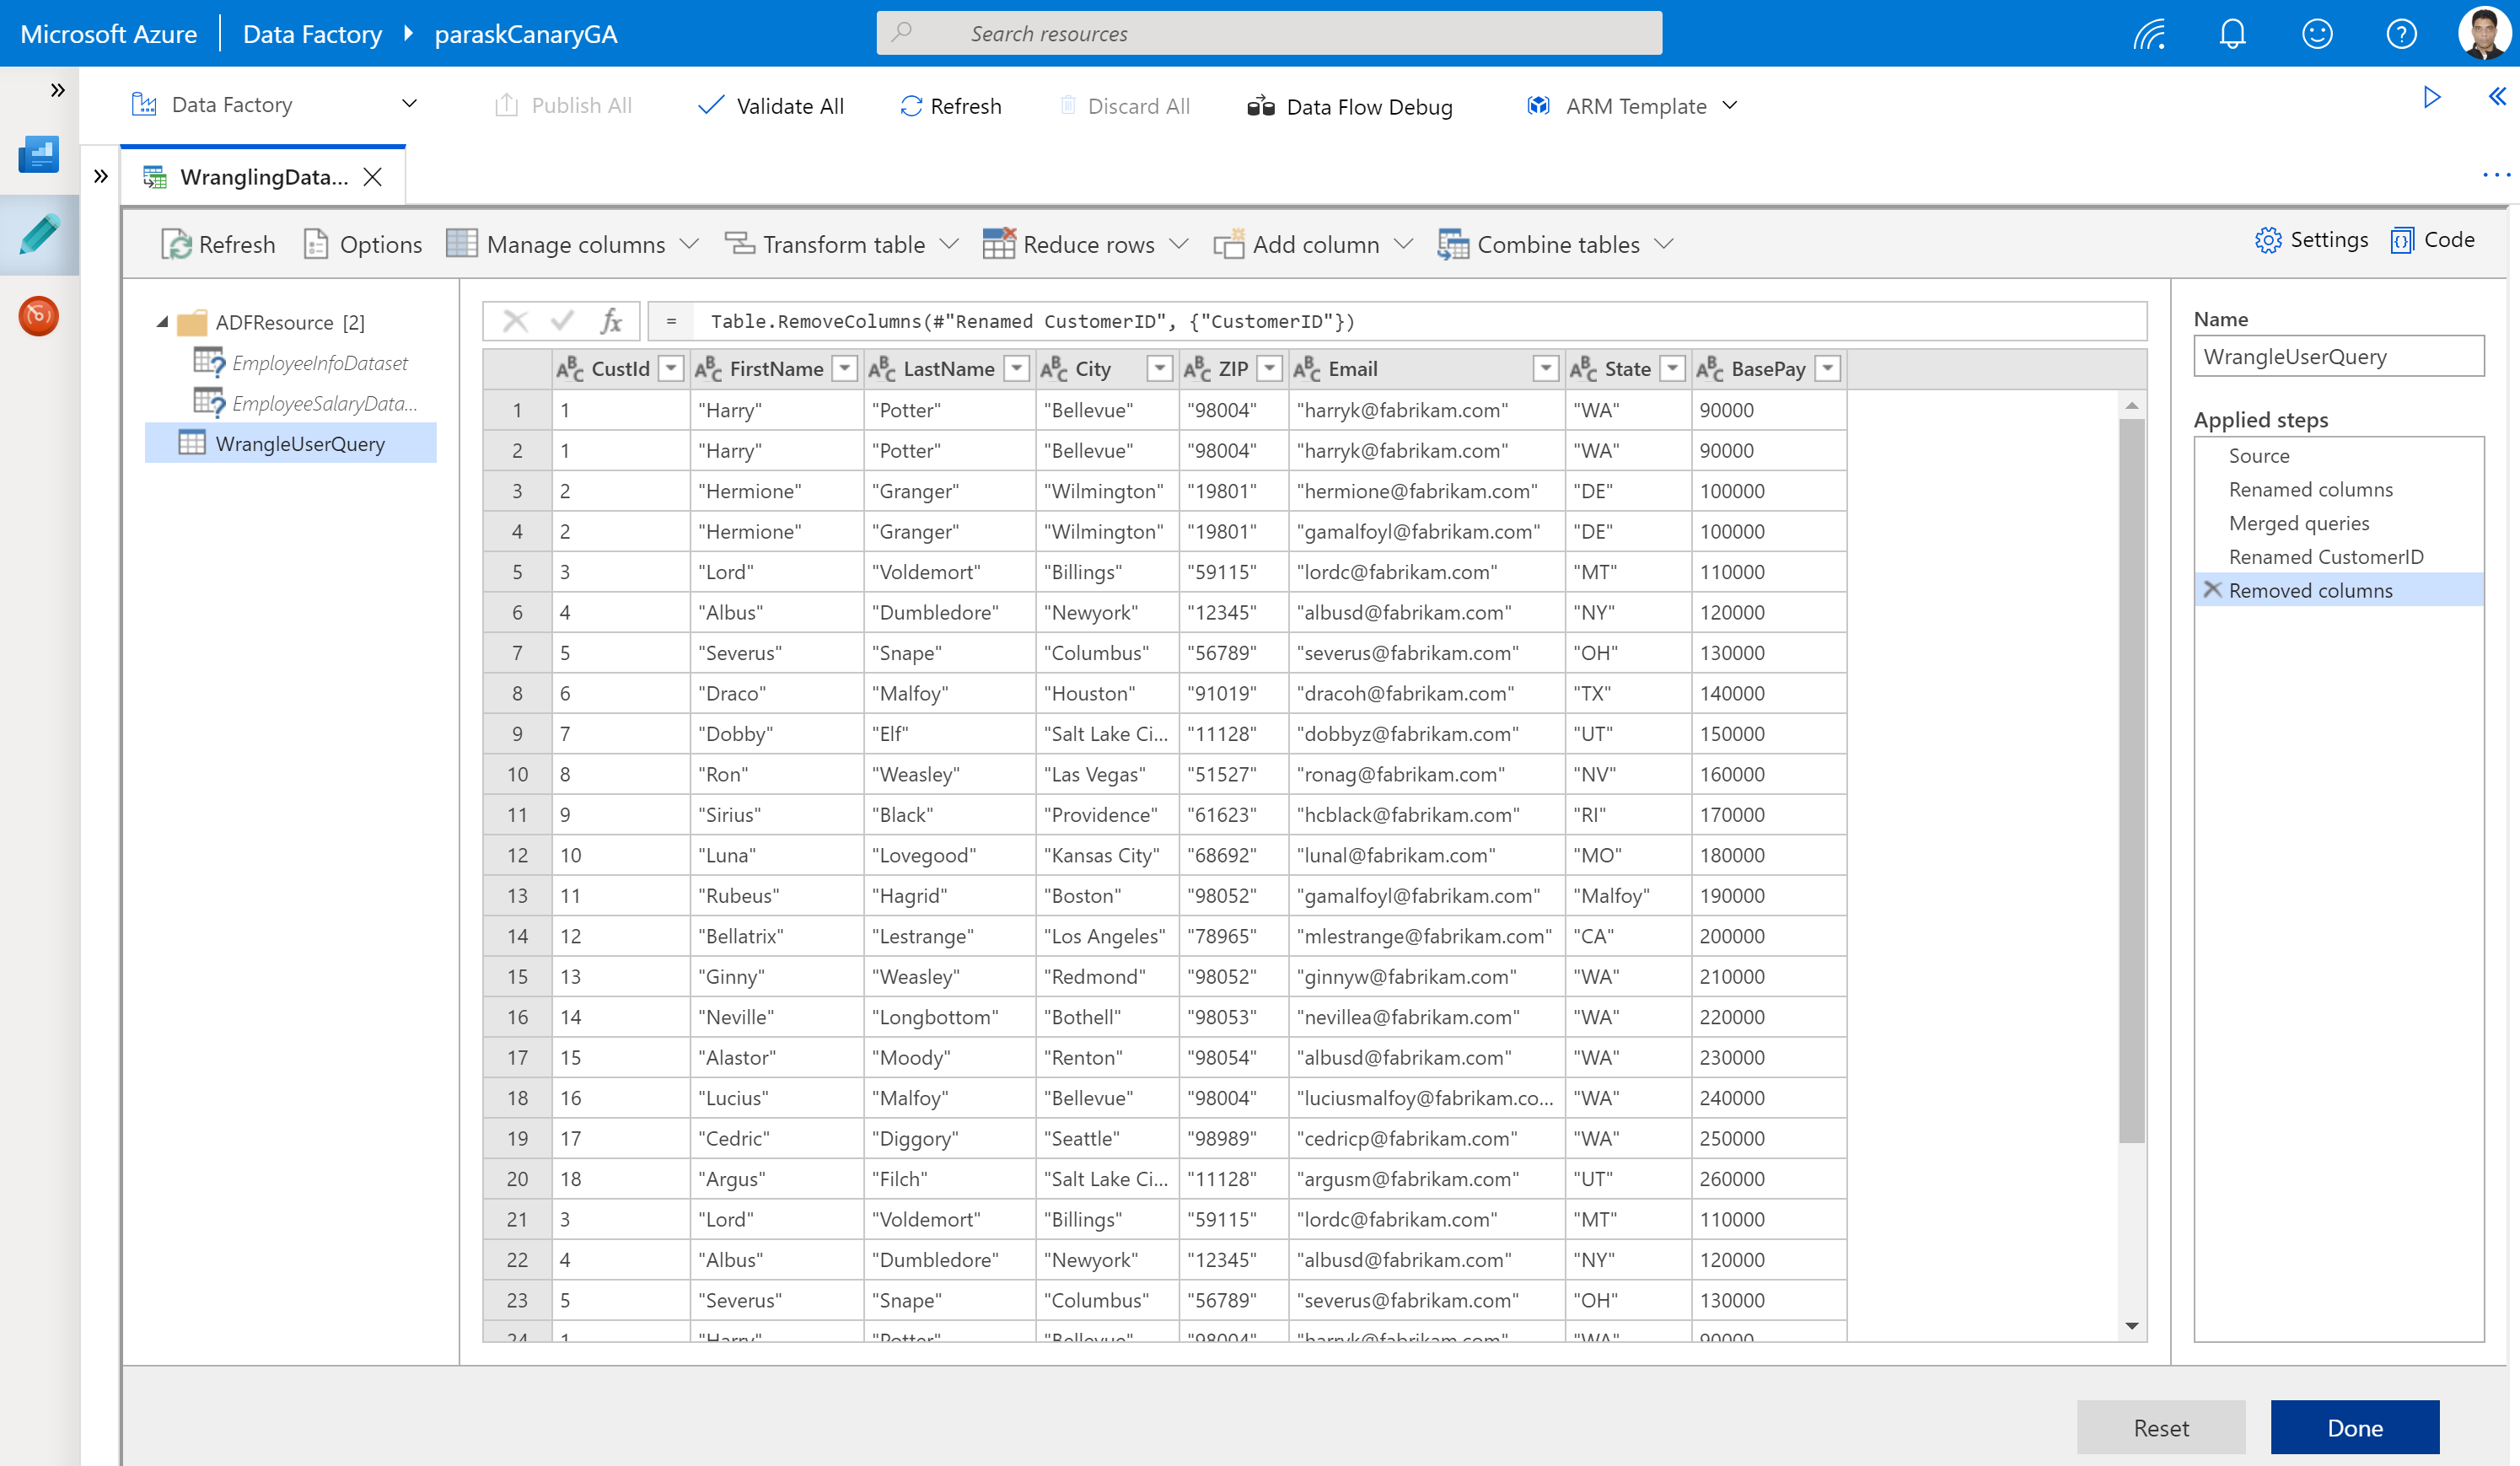 Microsoft Azure Data Factory paraskCanaryGA Search resources
Data Factory Publish All Validate All Refresh Discard All Data Flow Debug ARM Template
WranglingData...
Refresh Options Manage columns Transform table Reduce rows Add column Combine tables Settings Code
ADFResource [2]
EmployeeInfoDataset
EmployeeSalaryData...
WrangleUserQuery
fx = Table.RemoveColumns(#"Renamed CustomerID", {"CustomerID"})
CustId FirstName LastName City ZIP Email State BasePay
1 1 "Harry" "Potter" "Bellevue" "98004" "harryk@fabrikam.com" "WA" 90000
2 1 "Harry" "Potter" "Bellevue" "98004" "harryk@fabrikam.com" "WA" 90000
3 2 "Hermione" "Granger" "Wilmington" "19801" "hermione@fabrikam.com" "DE" 100000
4 2 "Hermione" "Granger" "Wilmington" "19801" "gamalfoyl@fabrikam.com" "DE" 100000
5 3 "Lord" "Voldemort" "Billings" "59115" "lordc@fabrikam.com" "MT" 110000
6 4 "Albus" "Dumbledore" "Newyork" "12345" "albusd@fabrikam.com" "NY" 120000
7 5 "Severus" "Snape" "Columbus" "56789" "severus@fabrikam.com" "OH" 130000
8 6 "Draco" "Malfoy" "Houston" "91019" "dracoh@fabrikam.com" "TX" 140000
9 7 "Dobby" "Elf" "Salt Lake Ci... "11128" "dobbyz@fabrikam.com" "UT" 150000
10 8 "Ron" "Weasley" "Las Vegas" "51527" "ronag@fabrikam.com" "NV" 160000
11 9 "Sirius" "Black" "Providence" "61623" "hcblack@fabrikam.com" "RI" 170000
12 10 "Luna" "Lovegood" "Kansas City" "68692" "lunal@fabrikam.com" "MO" 180000
13 11 "Rubeus" "Hagrid" "Boston" "98052" "gamalfoyl@fabrikam.com" "Malfoy" 190000
14 12 "Bellatrix" "Lestrange" "Los Angeles" "78965" "mlestrange@fabrikam.com" "CA" 200000
15 13 "Ginny" "Weasley" "Redmond" "98052" "ginnyw@fabrikam.com" "WA" 210000
16 14 "Neville" "Longbottom" "Bothell" "98053" "nevillea@fabrikam.com" "WA" 220000
17 15 "Alastor" "Moody" "Renton" "98054" "albusd@fabrikam.com" "WA" 230000
18 16 "Lucius" "Malfoy" "Bellevue" "98004" "luciusmalfoy@fabrikam.co... "WA" 240000
19 17 "Cedric" "Diggory" "Seattle" "98989" "cedricp@fabrikam.com" "WA" 250000
20 18 "Argus" "Filch" "Salt Lake Ci... "11128" "argusm@fabrikam.com" "UT" 260000
21 3 "Lord" "Voldemort" "Billings" "59115" "lordc@fabrikam.com" "MT" 110000
22 4 "Albus" "Dumbledore" "Newyork" "12345" "albusd@fabrikam.com" "NY" 120000
23 5 "Severus" "Snape" "Columbus" "56789" "severus@fabrikam.com" "OH" 130000
24 1 "Harry" "Potter" "Bellevue" "98004" "harryk@fabrikam.com" "WA" 90000
Name
WrangleUserQuery
Applied steps
Source
Renamed columns
Merged queries
Renamed CustomerID
Removed columns
Reset Done